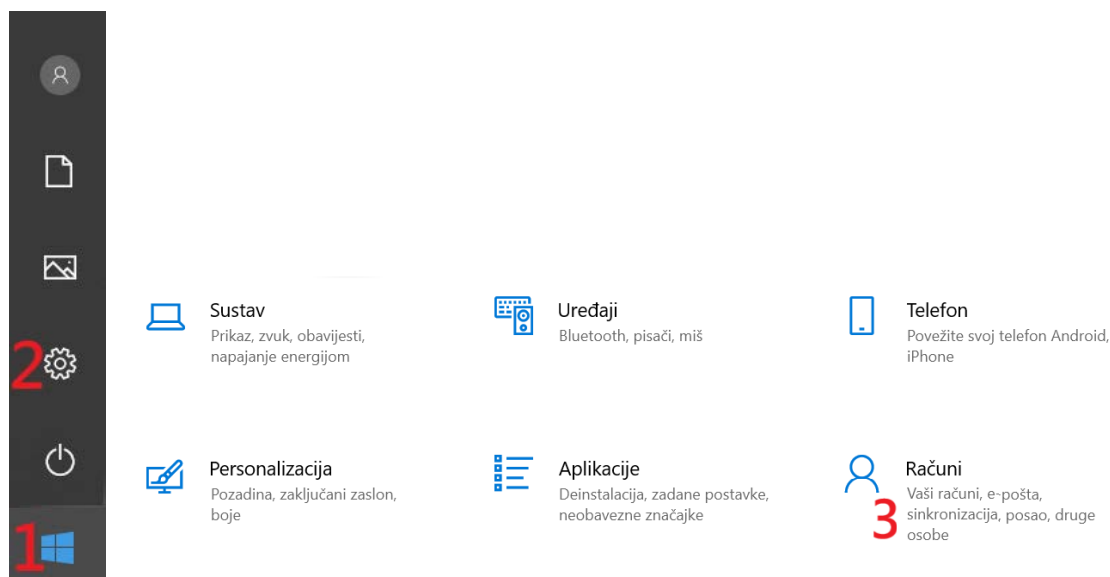 Sustav
Prikaz, zvuk, obavijesti,
napajanje energijom
Uređaji
Bluetooth, pisači, miš
Telefon
Povežite svoj telefon Android,
iPhone
2
Personalizacija
Pozadina, zaključani zaslon,
boje
Aplikacije
Deinstalacija, zadane postavke,
neobavezne značajke
Računi
Vaši računi, e-pošta,
sinkronizacija, posao, druge
osobe
3
1